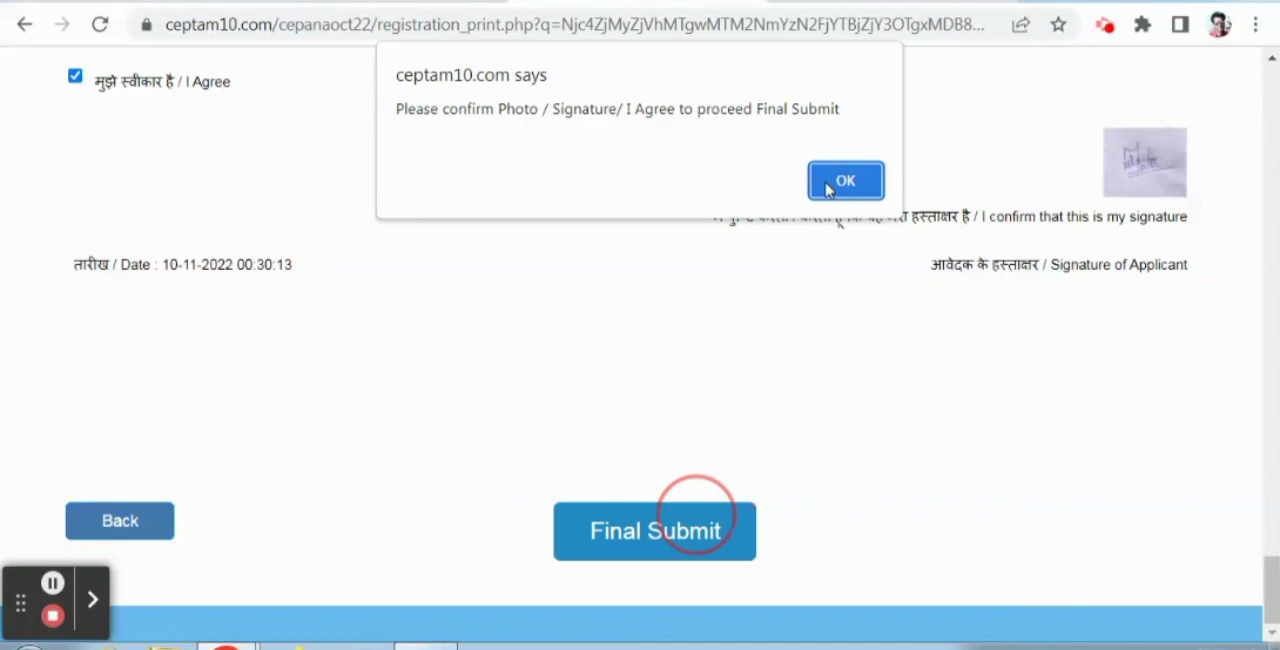 ceptam10.com/cepanaoct22/registration_print.php?q=Njc4ZjMyZjVhMTgwMTM2NmYzN2FjYTBjZjY3OTgxMDB8...
ceptam10.com says
Please confirm Photo / Signature/ I Agree to proceed Final Submit
OK
मुझे स्वीकार है / I Agree
हस्ताक्षर है / I confirm that this is my signature
तारीख / Date : 10-11-2022 00:30:13
आवेदक के हस्ताक्षर / Signature of Applicant
Back
Final Submit